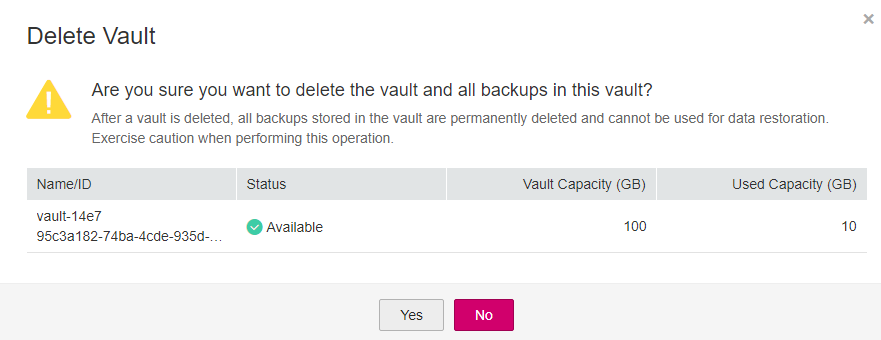 ×
Delete Vault
Are you sure you want to delete the vault and all backups in this vault?
After a vault is deleted, all backups stored in the vault are permanently deleted and cannot be used for data restoration.
Exercise caution when performing this operation.
Name/ID Status Vault Capacity (GB) Used Capacity (GB)
vault-14e7
95c3a182-74ba-4cde-935d-... Available 100 10
Yes No